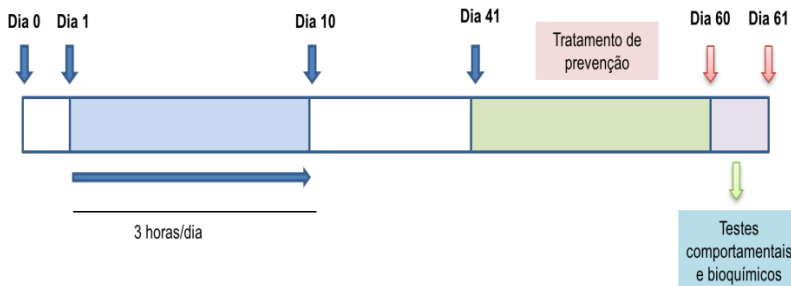 Dia 0
Dia 1
Dia 10
Dia 41
Tratamento de
prevenção
Dia 60
Dia 61
3 horas/dia
Testes
comportamentais
e bioquímicos